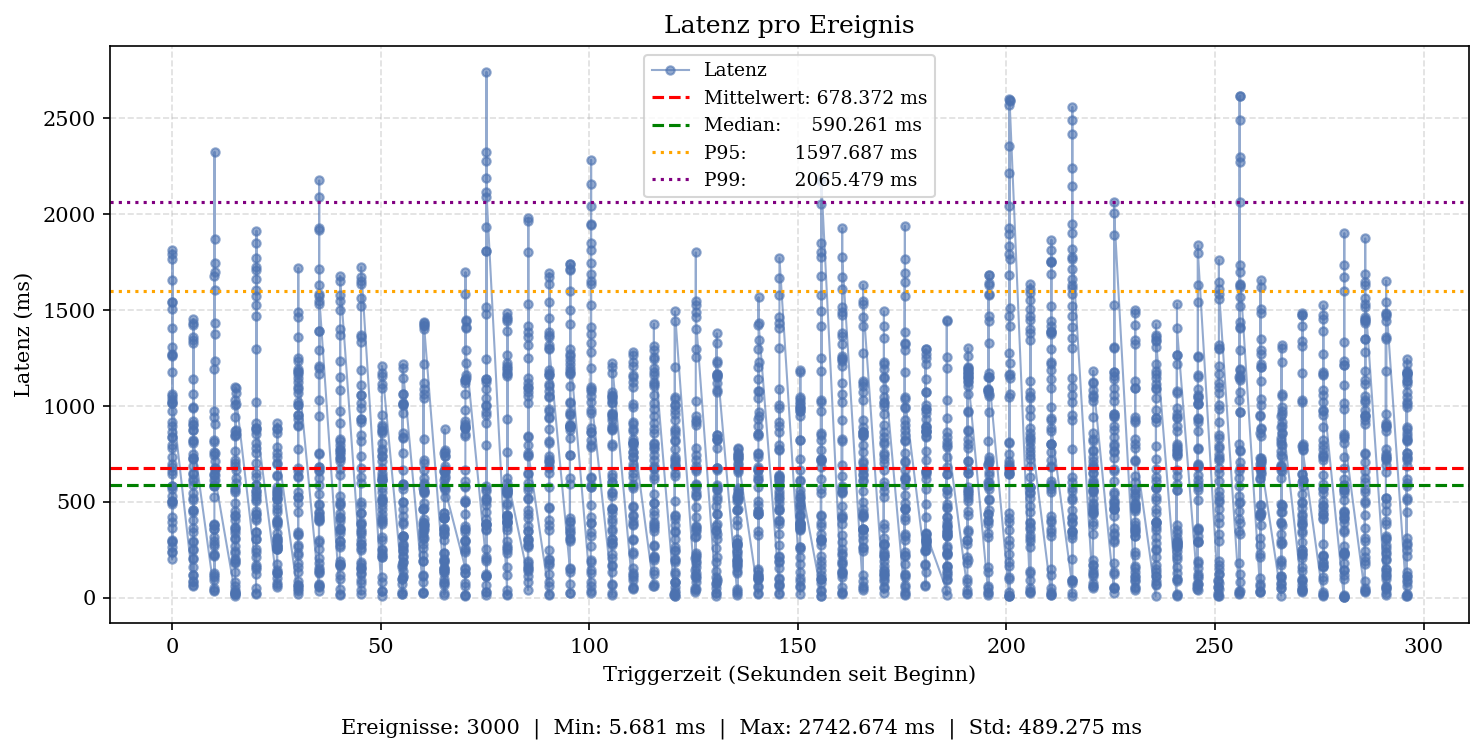 Latenz pro Ereignis
Latenz (ms)
2500
2000
1500
1000
500
0
Latenz
Mittelwert: 678.372 ms
Median: 590.261 ms
P95: 1597.687 ms
P99: 2065.479 ms
0 50 100 150 200 250 300
Triggerzeit (Sekunden seit Beginn)
Ereignisse: 3000 | Min: 5.681 ms | Max: 2742.674 ms | Std: 489.275 ms